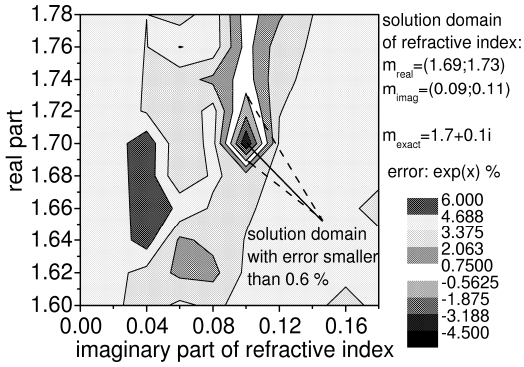 1.78
1.76
1.74
1.72
1.70
1.68
1.66
1.64
1.62
1.60
real part
0.00
0.04
0.08
0.12
0.16
imaginary part of refractive index
solution domain
with error smaller
than 0.6 %
solution domain
of refractive index:
m_real=(1.69;1.73)
m_imag=(0.09;0.11)
m_exact=1.7+0.1i
error: exp(x) %
6.000
4.688
3.375
2.063
0.7500
-0.5625
-1.875
-3.188
-4.500